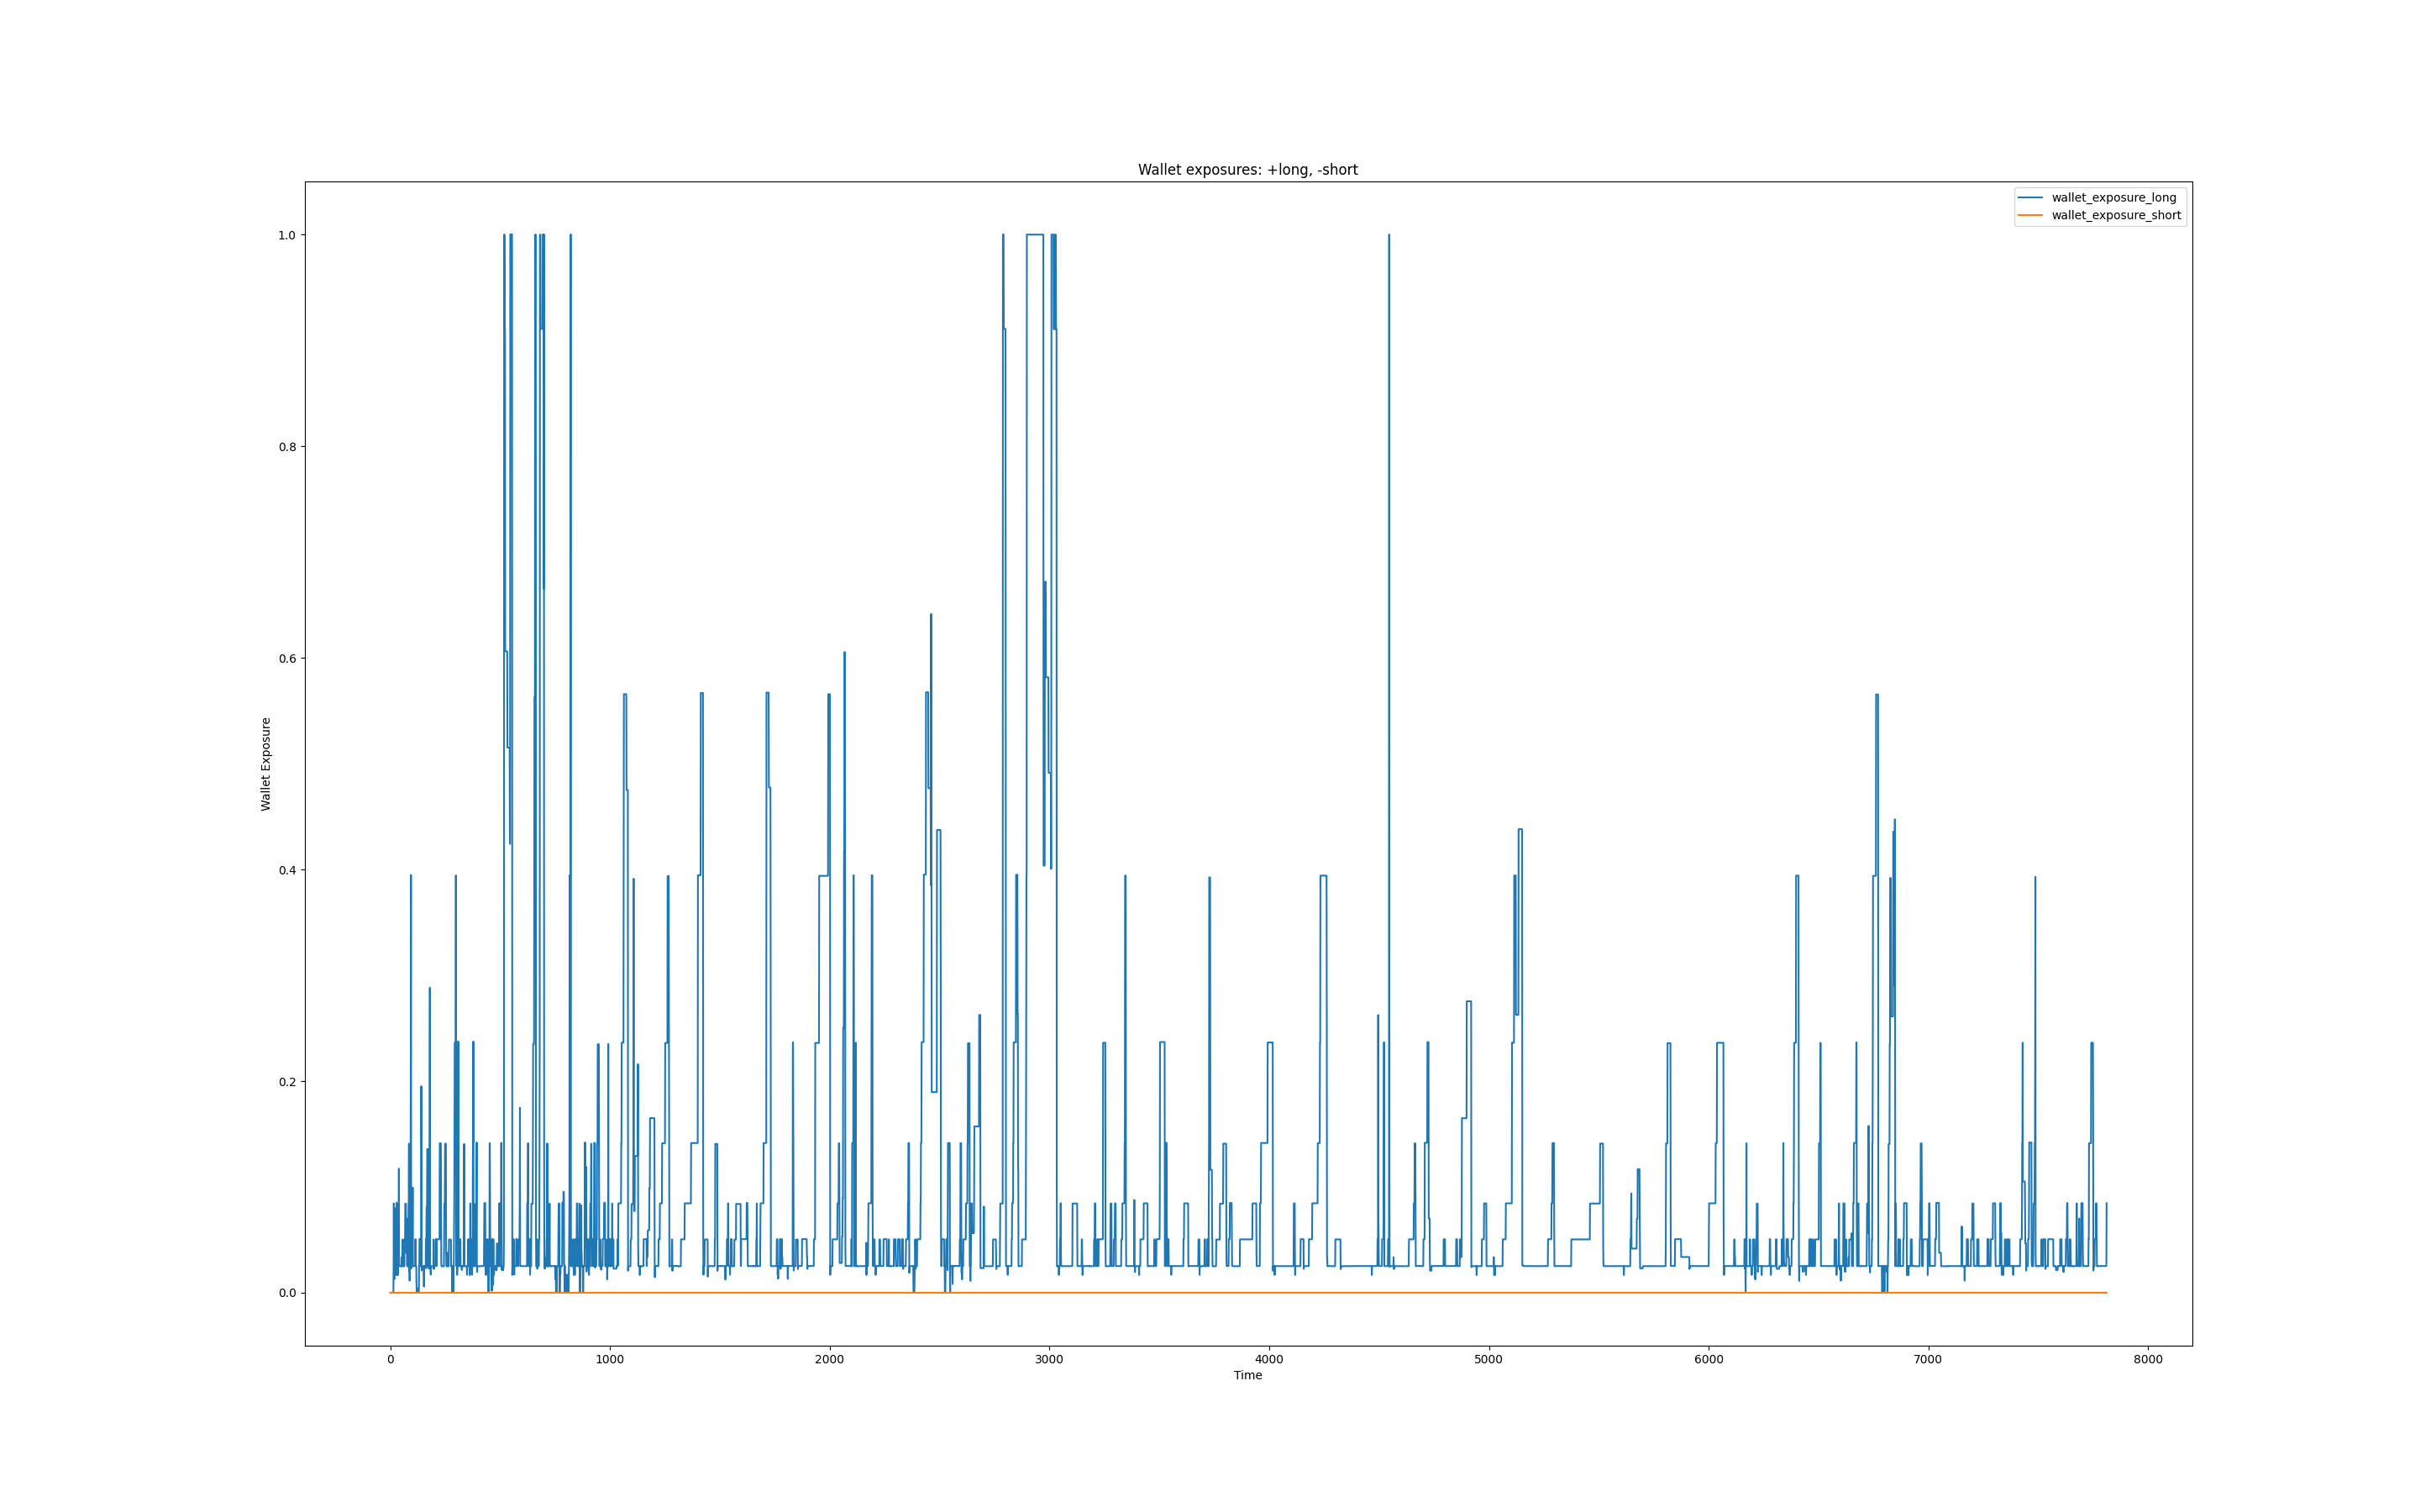 Wallet exposures: +long, -short
wallet_exposure_long
wallet_exposure_short
1.0
0.8
0.6
0.4
0.2
0.0
Wallet Exposure
0 1000 2000 3000 4000 5000 6000 7000 8000
Time